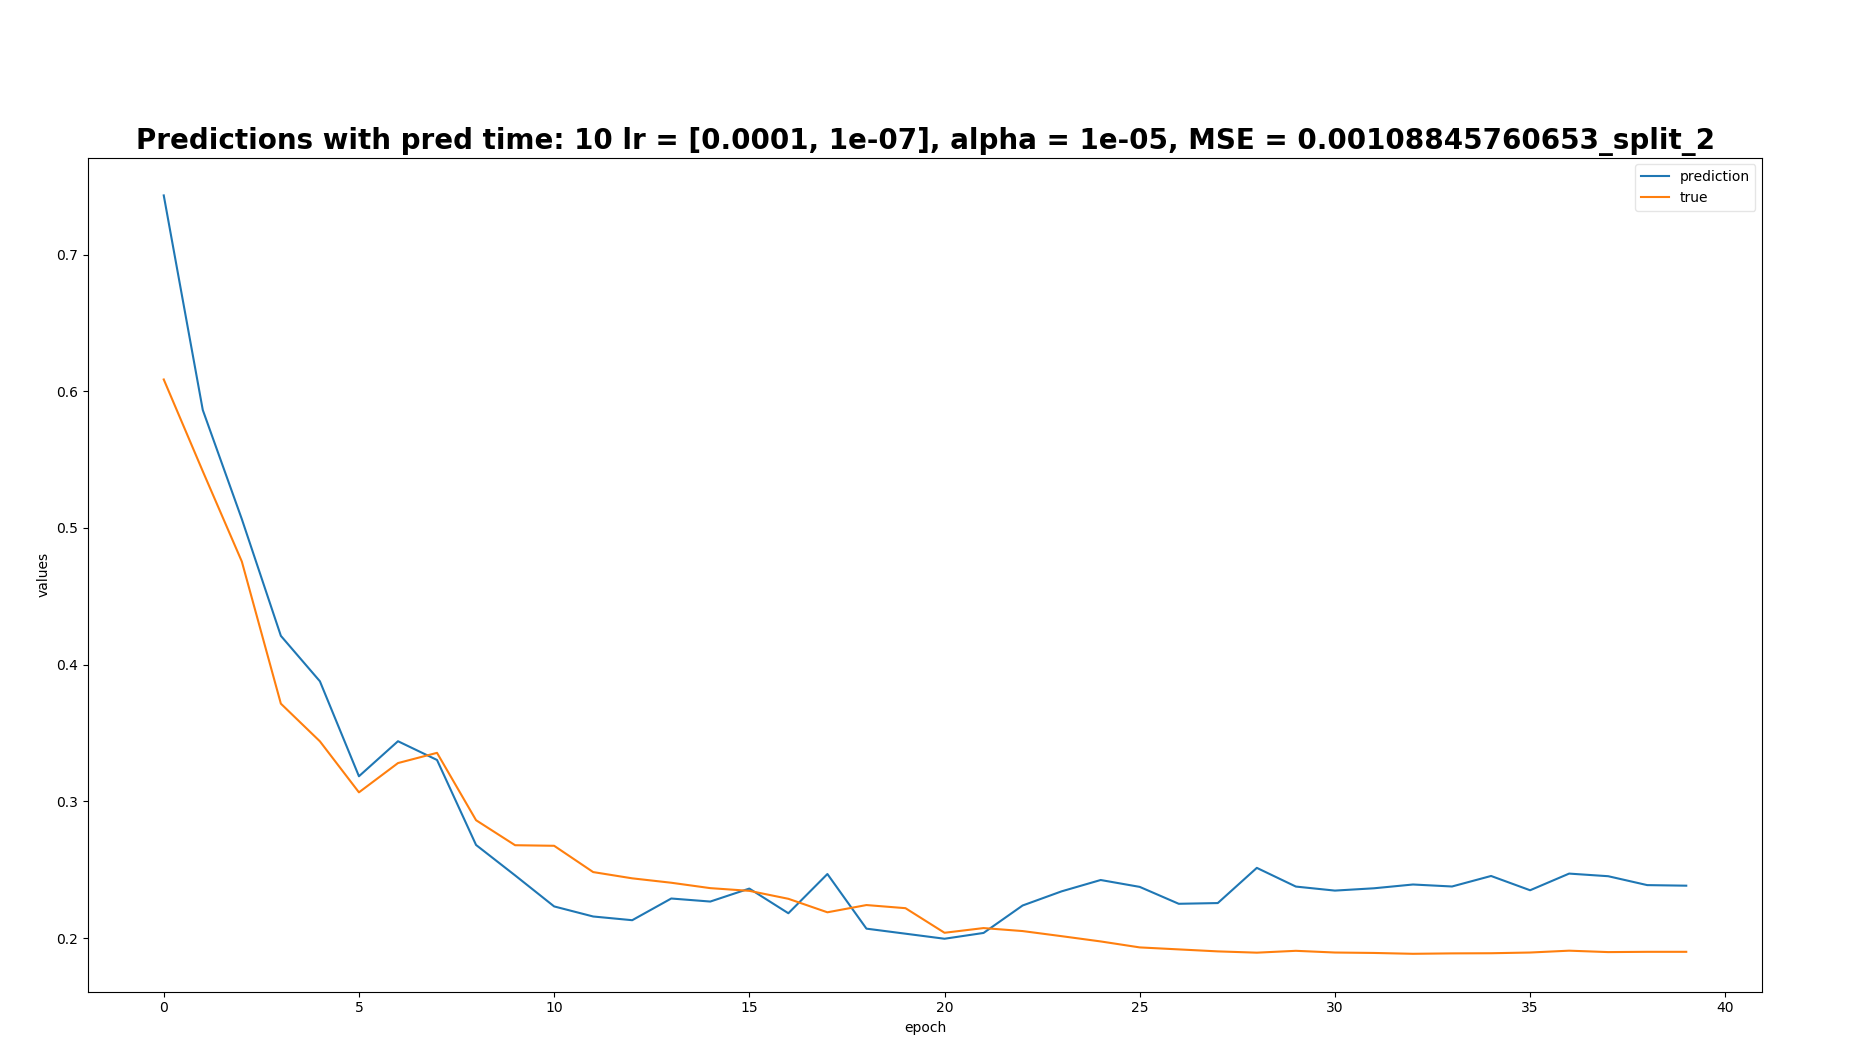 Predictions with pred time: 10 lr = [0.0001, 1e-07], alpha = 1e-05, MSE = 0.00108845760653_split_2
prediction
true
0.7
0.6
0.5
0.4
0.3
0.2
values
0 5 10 15 20 25 30 35 40
epoch